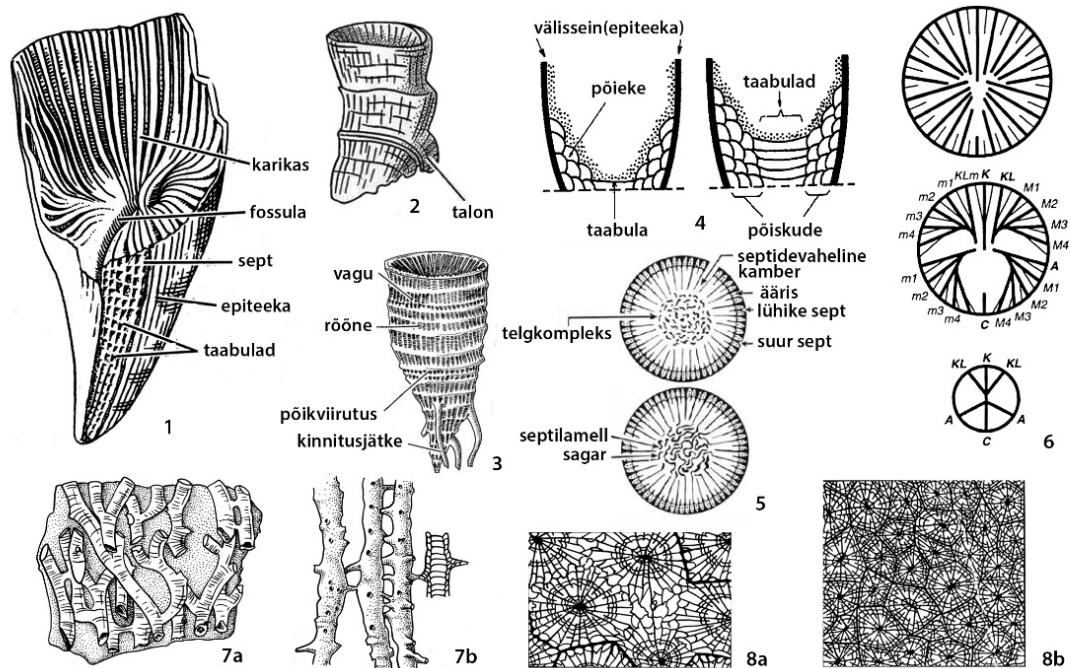 karikas
fossula
sept
epiteeka
taabulad
1
2
talon
vagu
rõõne
põikviirutus
kinnitusjätke
3
välissein(epiteeka)
põieke
taabulad
taabula
põiskude
4
septidevaheline
kamber
ääris
lühike sept
telgkompleks
suur sept
septilamell
sagar
5
m1 KLm K KL M1
m2 M2
m3 M3
m4 M4
A
m1 M1
m2 M2
m3 M3
m4 M4
C
KL K KL
A A
C
6
7a
7b
8a
8b